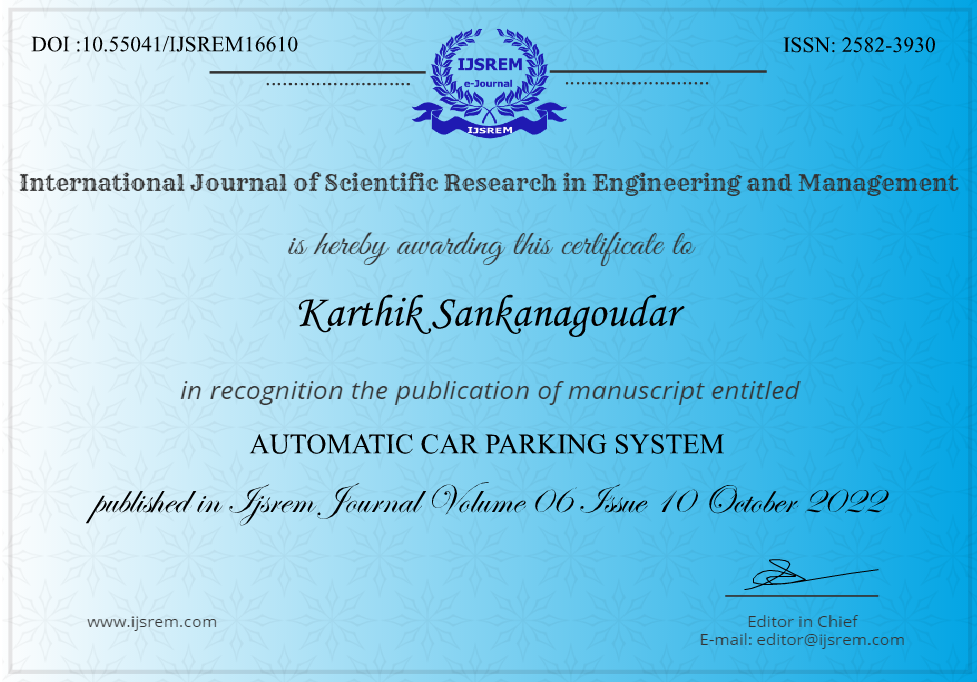 DOI :10.55041/IJSREM16610
ISSN: 2582-3930
IJSREM
e-Journal
IJSREM
International Journal of Scientific Research in Engineering and Management
is hereby awarding this certificate to
Karthik Sankanagoudar
in recognition the publication of manuscript entitled
AUTOMATIC CAR PARKING SYSTEM
published in Ijsrem Journal Volume 06 Issue 10 October 2022
www.ijsrem.com
Editor in Chief
E-mail: editor@ijsrem.com